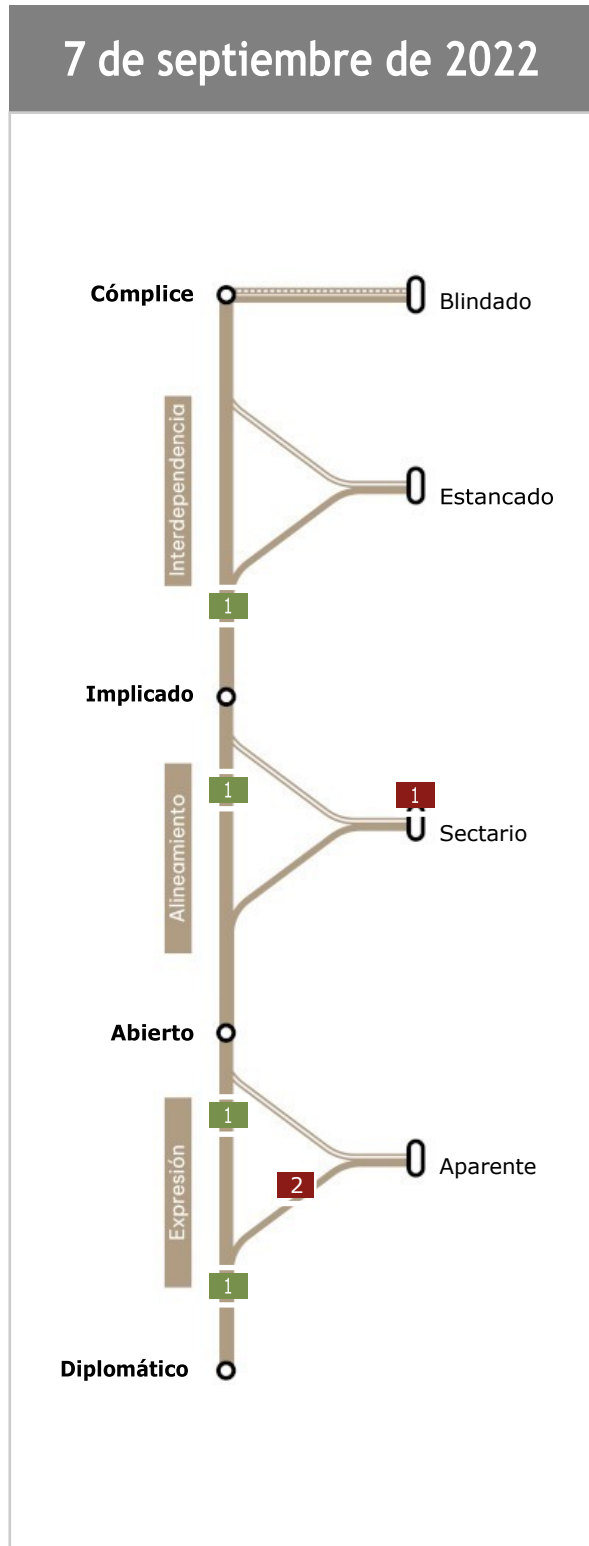 7 de septiembre de 2022
Cómplice
Blindado
Interdependencia
Estancado
1
Implicado
1
1
Alineamiento
Sectario
Abierto
1
Expresión
Aparente
2
1
Diplomático